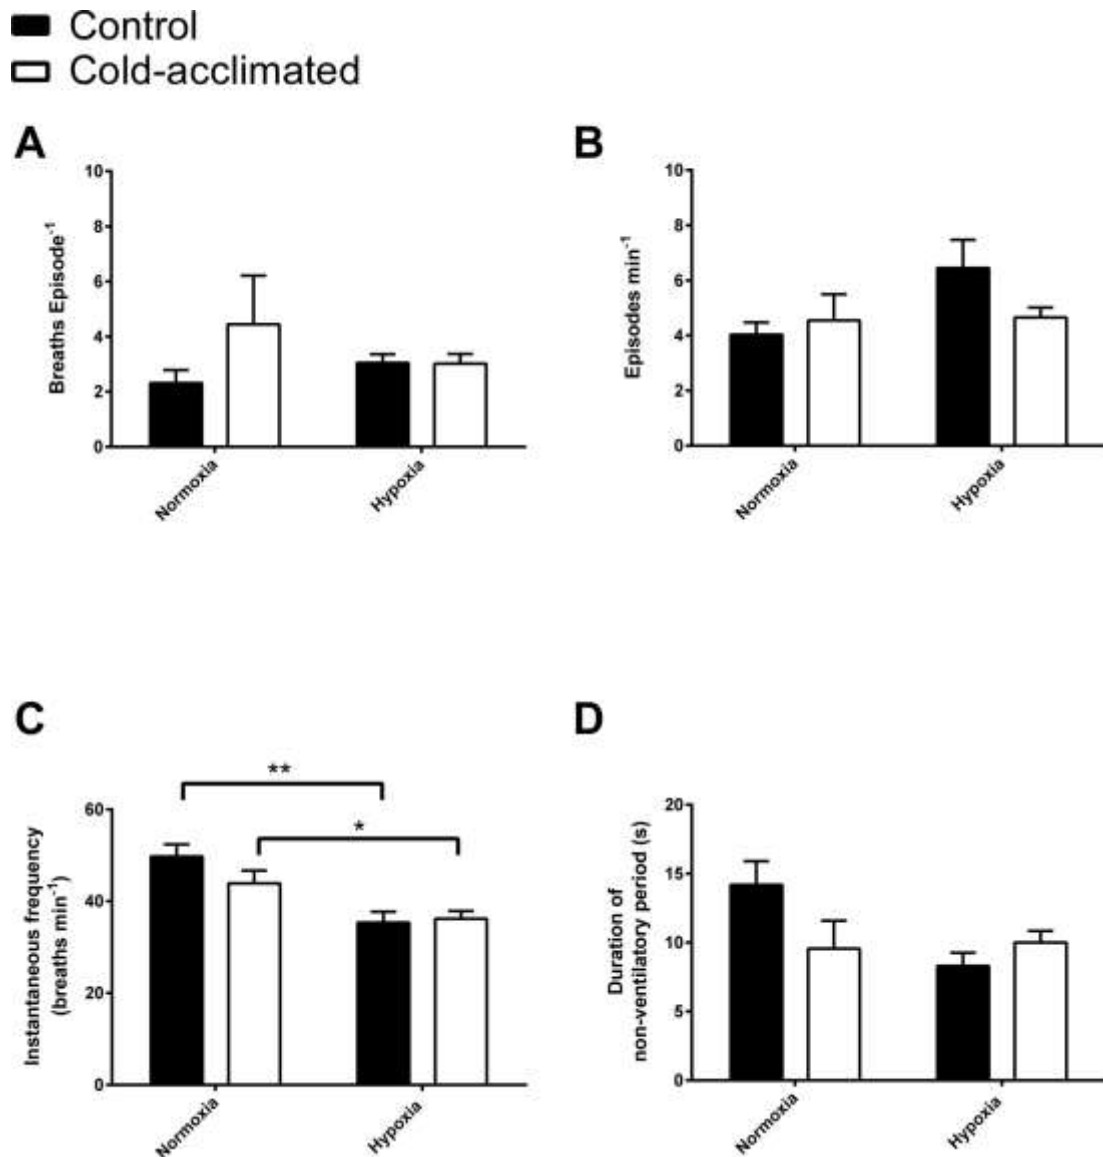 Control
Cold-acclimated
A
10
8
6
4
2
0
Breaths Episode⁻¹
Normoxia
Hypoxia
B
10
8
6
4
2
0
Episodes min⁻¹
Normoxia
Hypoxia
C
**
*
60
40
20
0
Instantaneous frequency
(breaths min⁻¹)
Normoxia
Hypoxia
D
20
15
10
5
0
Duration of
non-ventilatory period (s)
Normoxia
Hypoxia